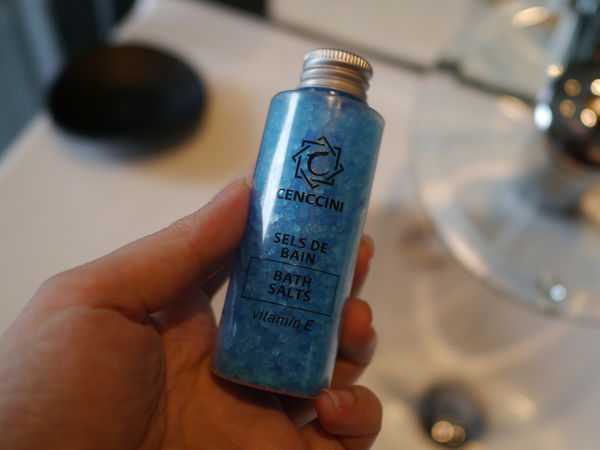 C
CENCCINI
SELS DE
BAIN
BATH
SALTS
vitamin E